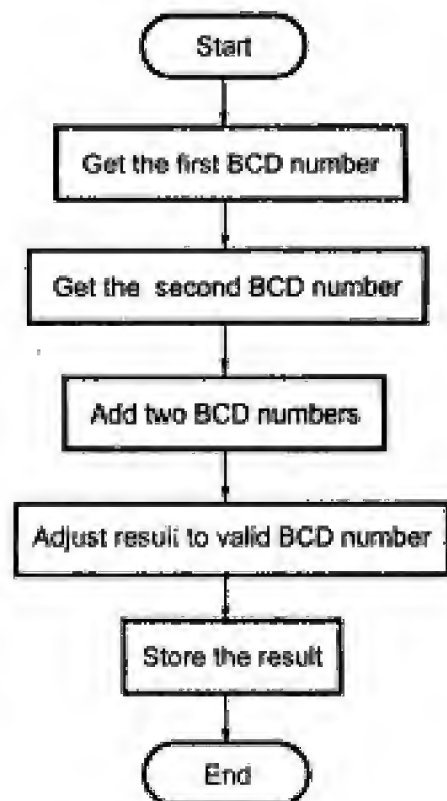 Start
Get the first BCD number
Get the second BCD number
Add two BCD numbers
Adjust result to valid BCD number
Store the result
End